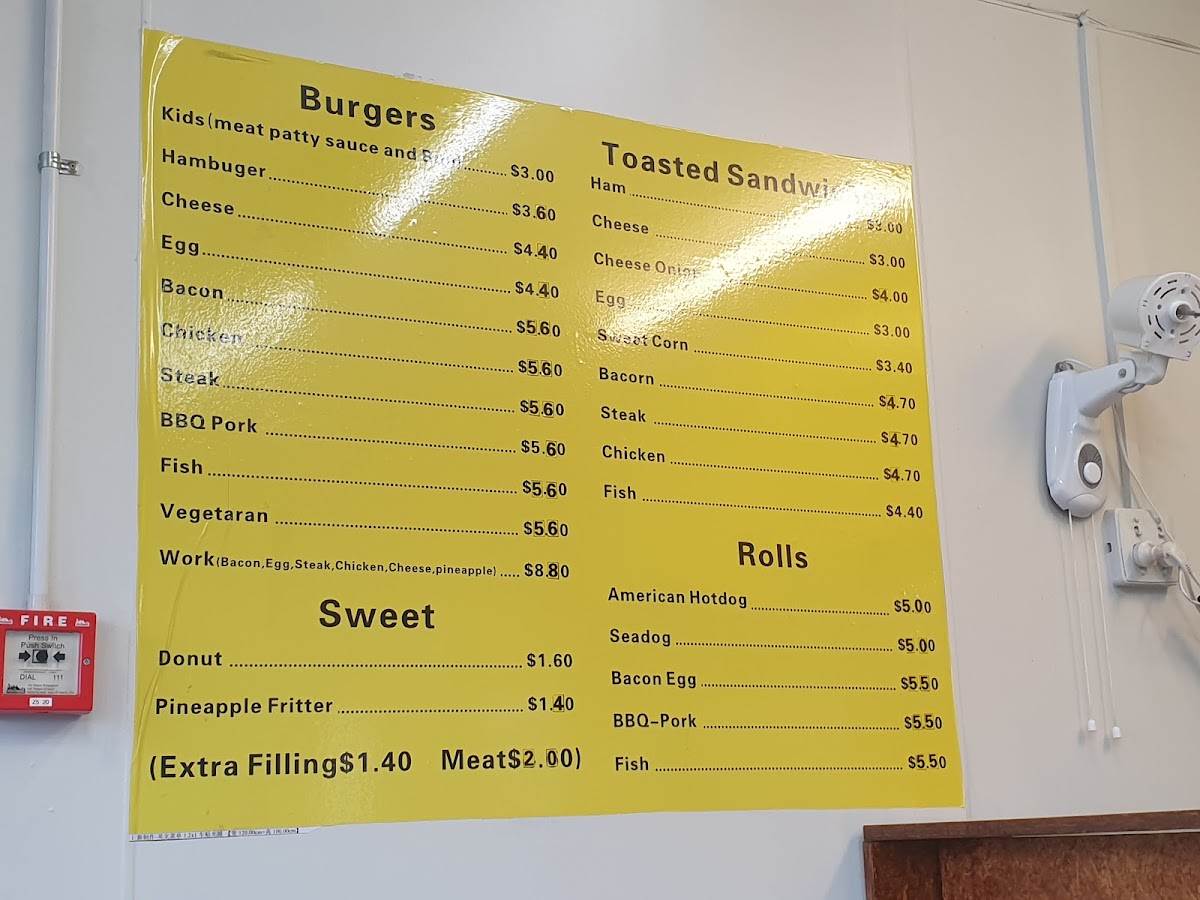 Burgers
Kids(meat patty sauce and $3.00
Hambuger $3.60
Cheese $4.40
Egg $4.40
Bacon $5.60
Chicken $5.60
Steak $5.60
BBQ Pork $5.60
Fish $5.60
Vegetaran $5.60
Work(Bacon,Egg,Steak,Chicken,Cheese,pineapple) $8.80
Sweet
Donut $1.60
Pineapple Fritter $1.40
(Extra Filling$1.40 Meat$2.00)
Toasted
Ham $3.00
Cheese $3.00
Cheese Onion $4.00
Egg $3.00
Sweet Corn $3.40
Bacorn $4.70
Steak $4.70
Chicken $4.70
Fish $4.40
Rolls
American Hotdog $5.00
Seadog $5.00
Bacon Egg $5.50
BBQ-Pork $5.50
Fish $5.50
FIRE
Press In
Push Switch
DIAL 111